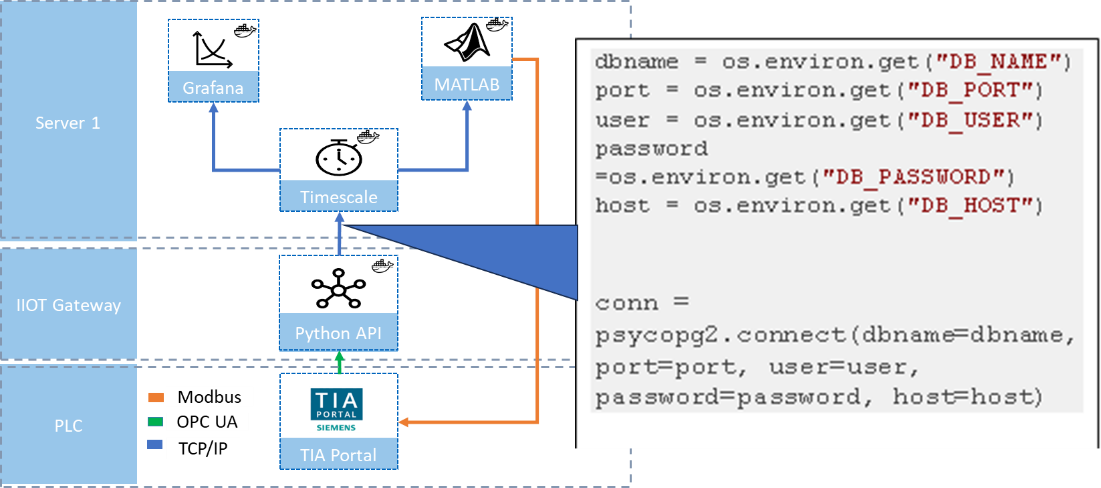 Server 1
Grafana
MATLAB
Timescale
IIOT Gateway
Python API
PLC
Modbus
OPC UA
TCP/IP
TIA
PORTAL
SIEMENS
TIA Portal
dbname = os.environ.get("DB_NAME")
port = os.environ.get("DB_PORT")
user = os.environ.get("DB_USER")
password
=os.environ.get("DB_PASSWORD")
host = os.environ.get("DB_HOST")
conn =
psycopg2.connect(dbname=dbname,
port=port, user=user,
password=password, host=host)